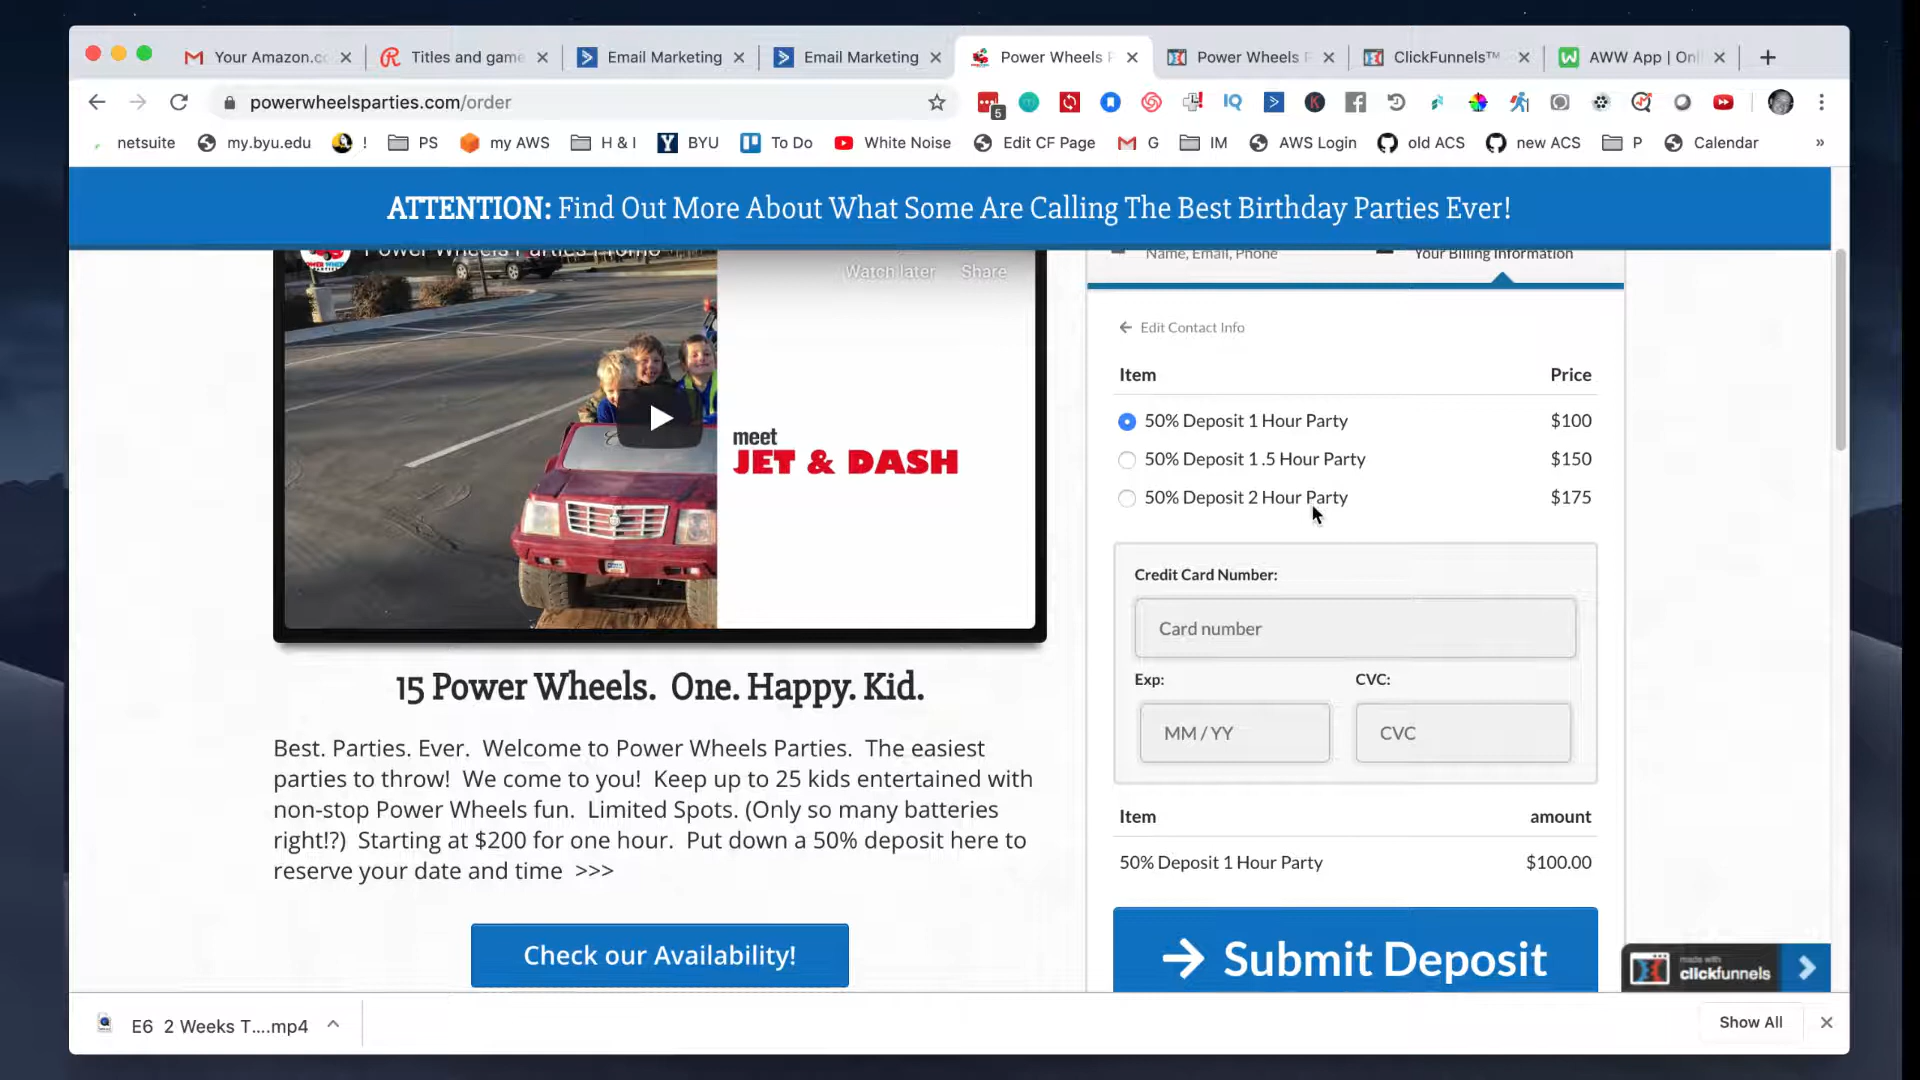 Your Amazon.c
Titles and game
Email Marketing
Email Marketing
Power Wheels P
Power Wheels P
ClickFunnels™
AWW App | Onl
powerwheelsparties.com/order
5
netsuite
my.byu.edu
!
PS
my AWS
H & I
Y
BYU
To Do
White Noise
Edit CF Page
G
IM
AWS Login
old ACS
new ACS
P
Calendar
»
ATTENTION: Find Out More About What Some Are Calling The Best Birthday Parties Ever!
Power Wheels Parties Promo
Watch later
Share
meet
JET & DASH
15 Power Wheels. One. Happy. Kid.
Best. Parties. Ever. Welcome to Power Wheels Parties. The easiest
parties to throw! We come to you! Keep up to 25 kids entertained with
non-stop Power Wheels fun. Limited Spots. (Only so many batteries
right!?) Starting at $200 for one hour. Put down a 50% deposit here to
reserve your date and time >>>
Check our Availability!
Name, Email, Phone
Your Billing Information
Edit Contact Info
Item Price
50% Deposit 1 Hour Party $100
50% Deposit 1 .5 Hour Party $150
50% Deposit 2 Hour Party $175
Credit Card Number:
Card number
Exp: CVC:
MM / YY CVC
Item amount
50% Deposit 1 Hour Party $100.00
Submit Deposit
made with
clickfunnels
E6 2 Weeks T....mp4
Show All